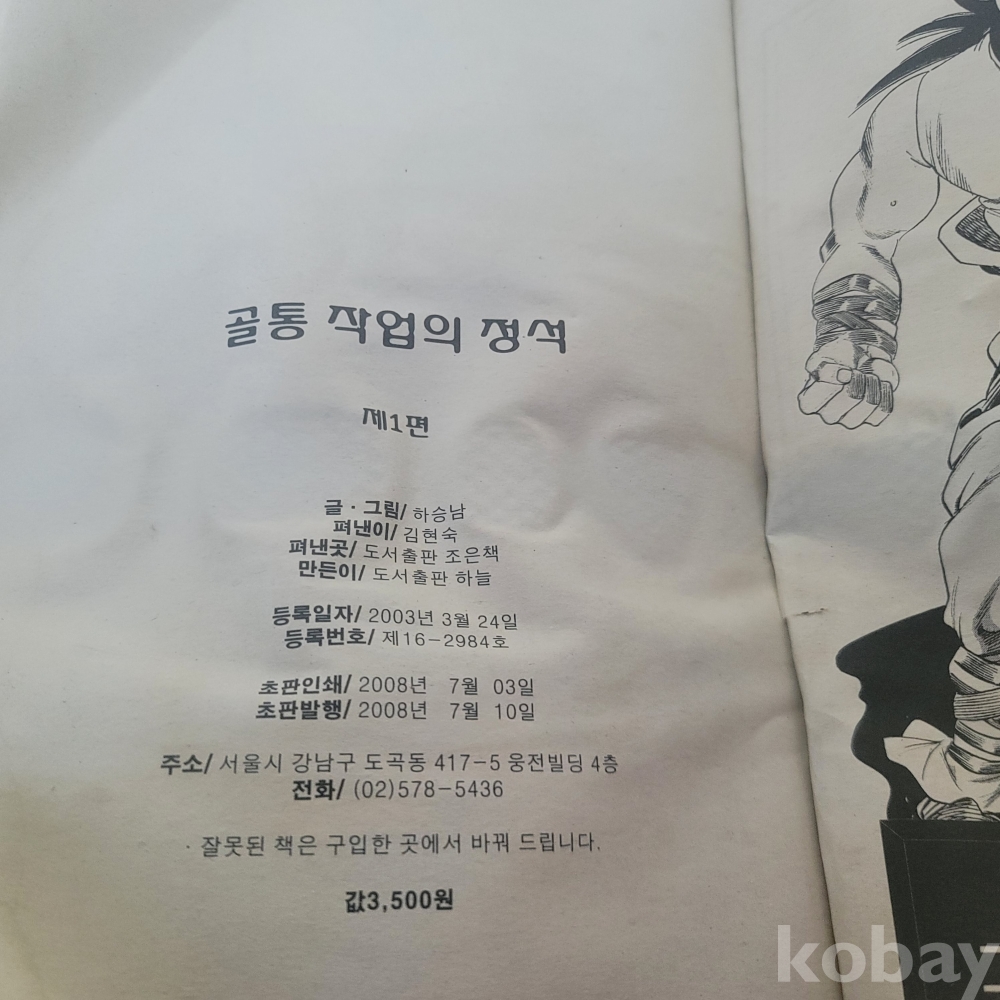 골통 작업의 정석
제1편
글 · 그림/ 하승남
펴낸이/ 김현숙
펴낸곳/ 도서출판 조은책
만든이/ 도서출판 하늘
등록일자/ 2003년 3월 24일
등록번호/ 제16-2984호
초판인쇄/ 2008년 7월 03일
초판발행/ 2008년 7월 10일
주소/ 서울시 강남구 도곡동 417-5 웅전빌딩 4층
전화/ (02)578-5436
· 잘못된 책은 구입한 곳에서 바꿔 드립니다.
값3,500원
kobay